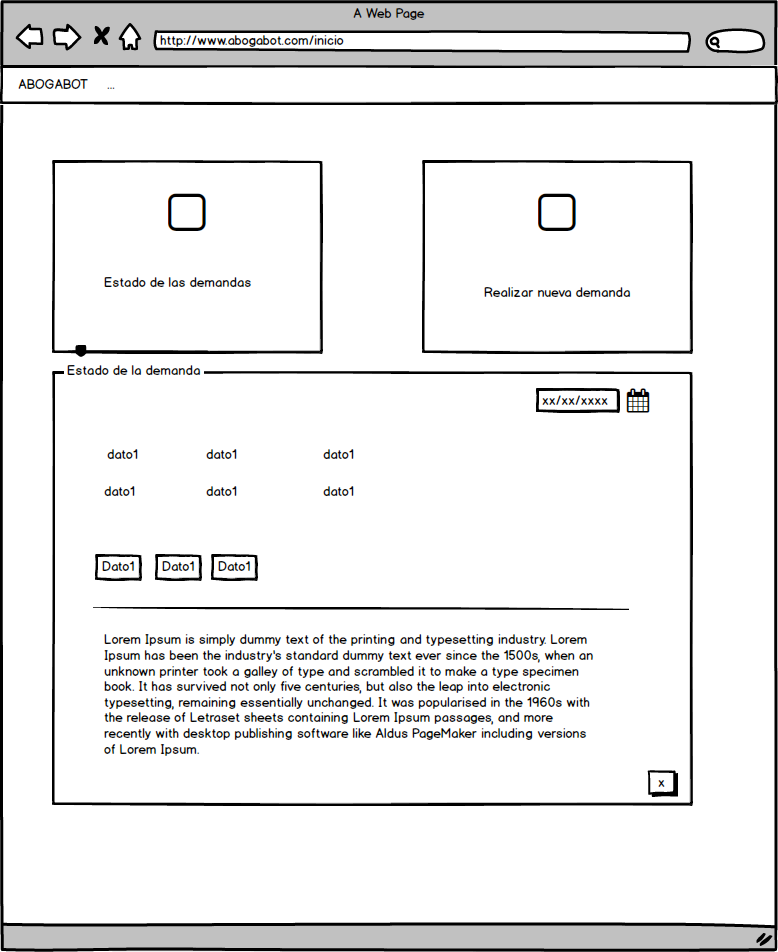 A Web Page
http://www.abogabot.com/inicio
ABOGABOT ...
Estado de las demandas
Realizar nueva demanda
Estado de la demanda
xx/xx/xxxx
dato1 dato1 dato1
dato1 dato1 dato1
Dato1 Dato1 Dato1
Lorem Ipsum is simply dummy text of the printing and typesetting industry. Lorem
Ipsum has been the industry's standard dummy text ever since the 1500s, when an
unknown printer took a galley of type and scrambled it to make a type specimen
book. It has survived not only five centuries, but also the leap into electronic
typesetting, remaining essentially unchanged. It was popularised in the 1960s with
the release of Letraset sheets containing Lorem Ipsum passages, and more
recently with desktop publishing software like Aldus PageMaker including versions
of Lorem Ipsum.
x